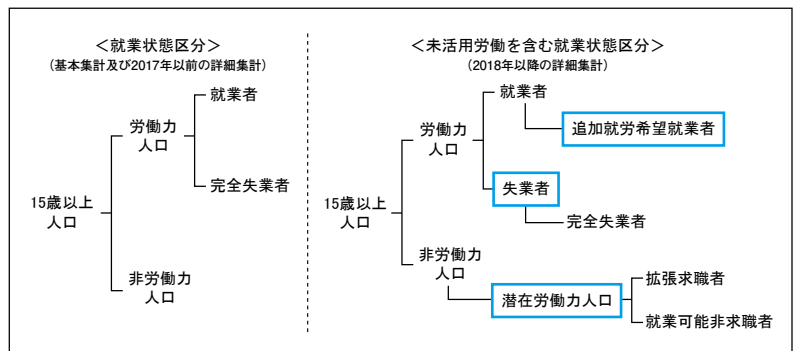 ＜就業状態区分＞
（基本集計及び2017年以前の詳細集計）
就業者
労働力
人口
完全失業者
15歳以上
人口
非労働力
人口
＜未活用労働を含む就業状態区分＞
（2018年以降の詳細集計）
就業者
追加就労希望就業者
労働力
人口
失業者
完全失業者
15歳以上
人口
非労働力
人口
潜在労働力人口
拡張求職者
就業可能非求職者